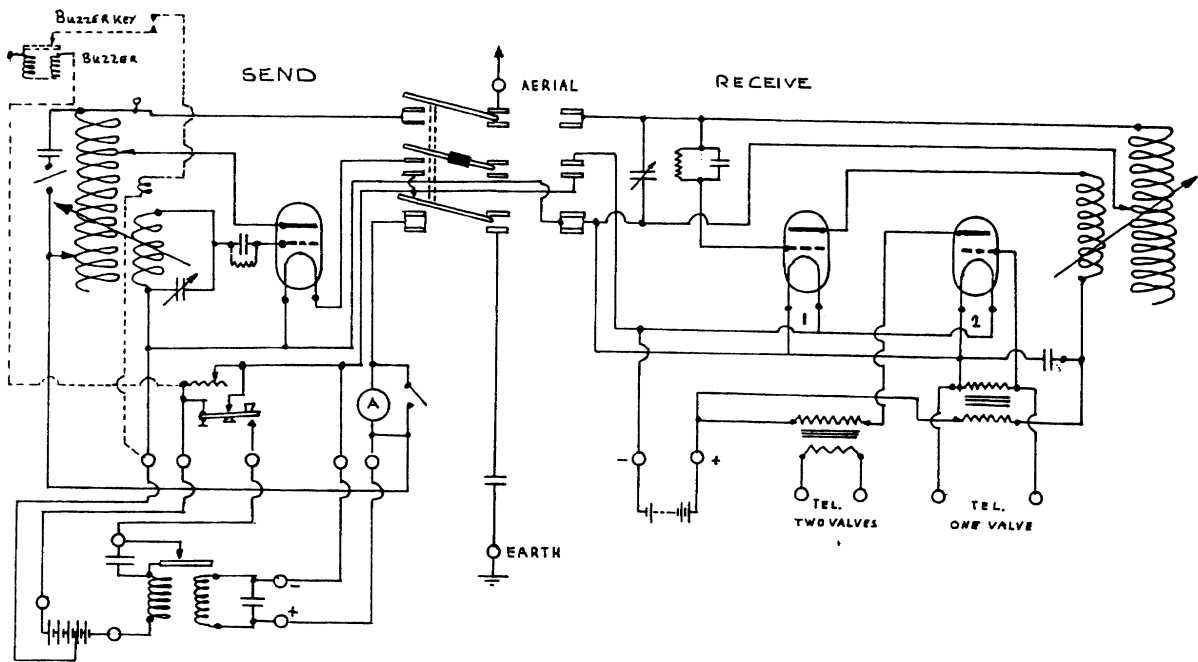 BUZZER KEY
BUZZER
SEND
AERIAL
RECEIVE
A
1
2
- +
TEL.
TWO VALVES
TEL.
ONE VALVE
EARTH
-
+